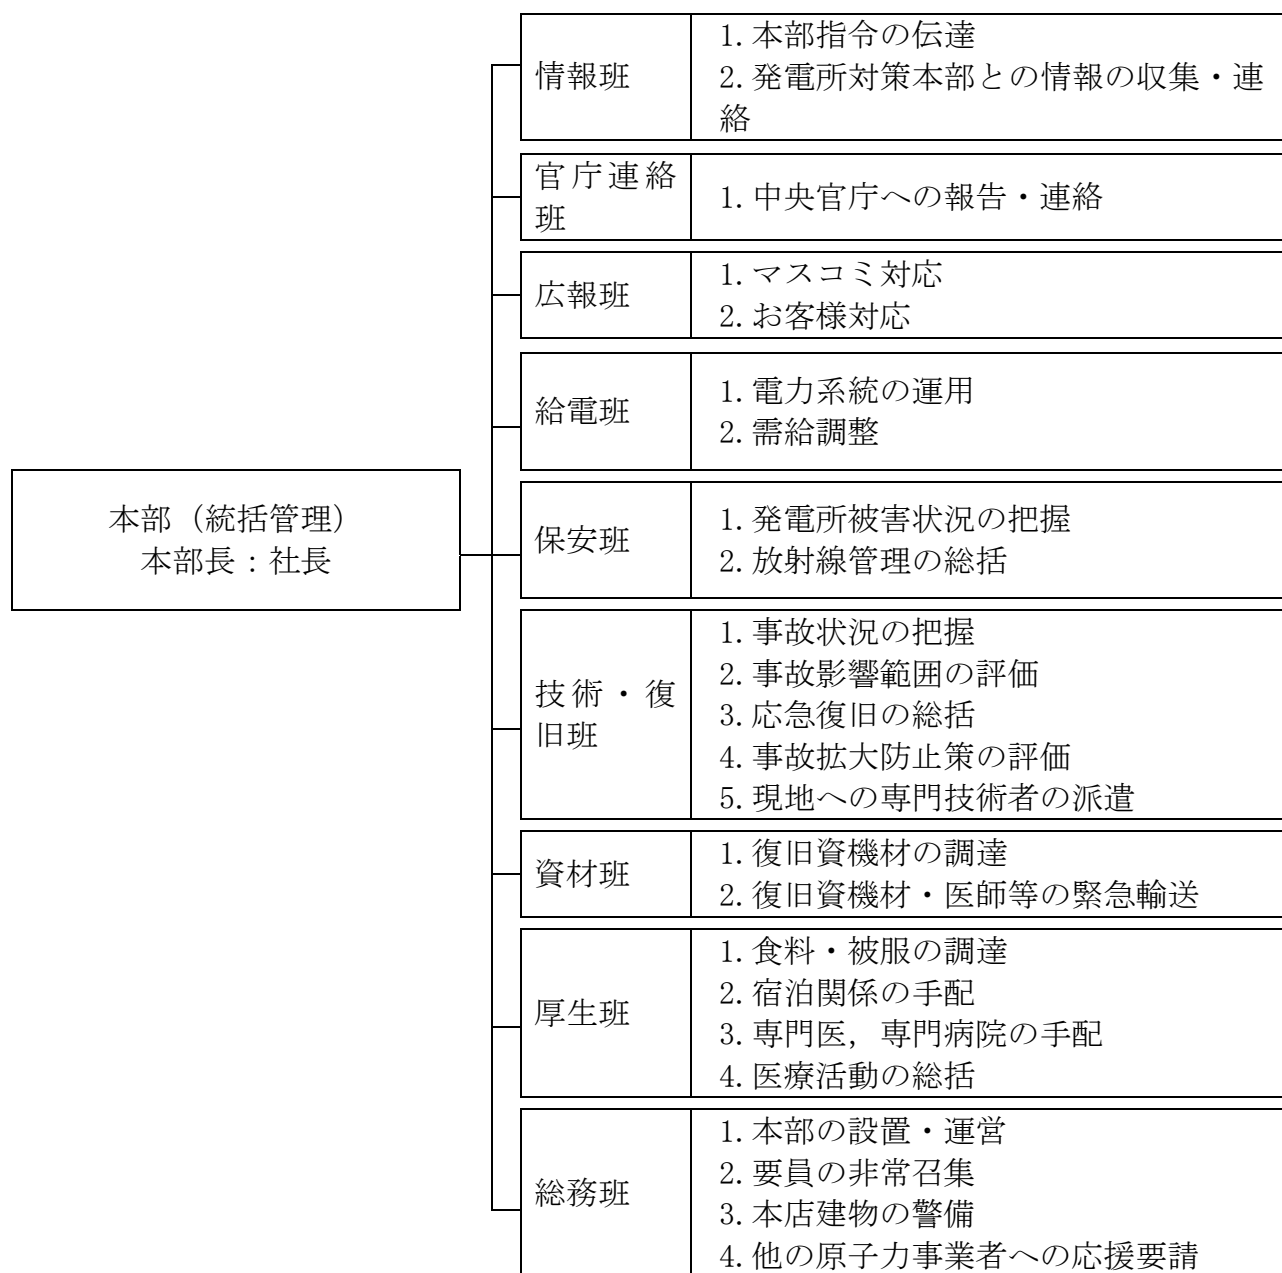 情報班
1. 本部指令の伝達
2. 発電所対策本部との情報の収集・連
絡
官庁連絡
班
1. 中央官庁への報告・連絡
広報班
1. マスコミ対応
2. お客様対応
給電班
1. 電力系統の運用
2. 需給調整
本部（統括管理）
本部長：社長
保安班
1. 発電所被害状況の把握
2. 放射線管理の総括
技術・復
旧班
1. 事故状況の把握
2. 事故影響範囲の評価
3. 応急復旧の総括
4. 事故拡大防止策の評価
5. 現地への専門技術者の派遣
資材班
1. 復旧資機材の調達
2. 復旧資機材・医師等の緊急輸送
厚生班
1. 食料・被服の調達
2. 宿泊関係の手配
3. 専門医，専門病院の手配
4. 医療活動の総括
総務班
1. 本部の設置・運営
2. 要員の非常召集
3. 本店建物の警備
4. 他の原子力事業者への応援要請